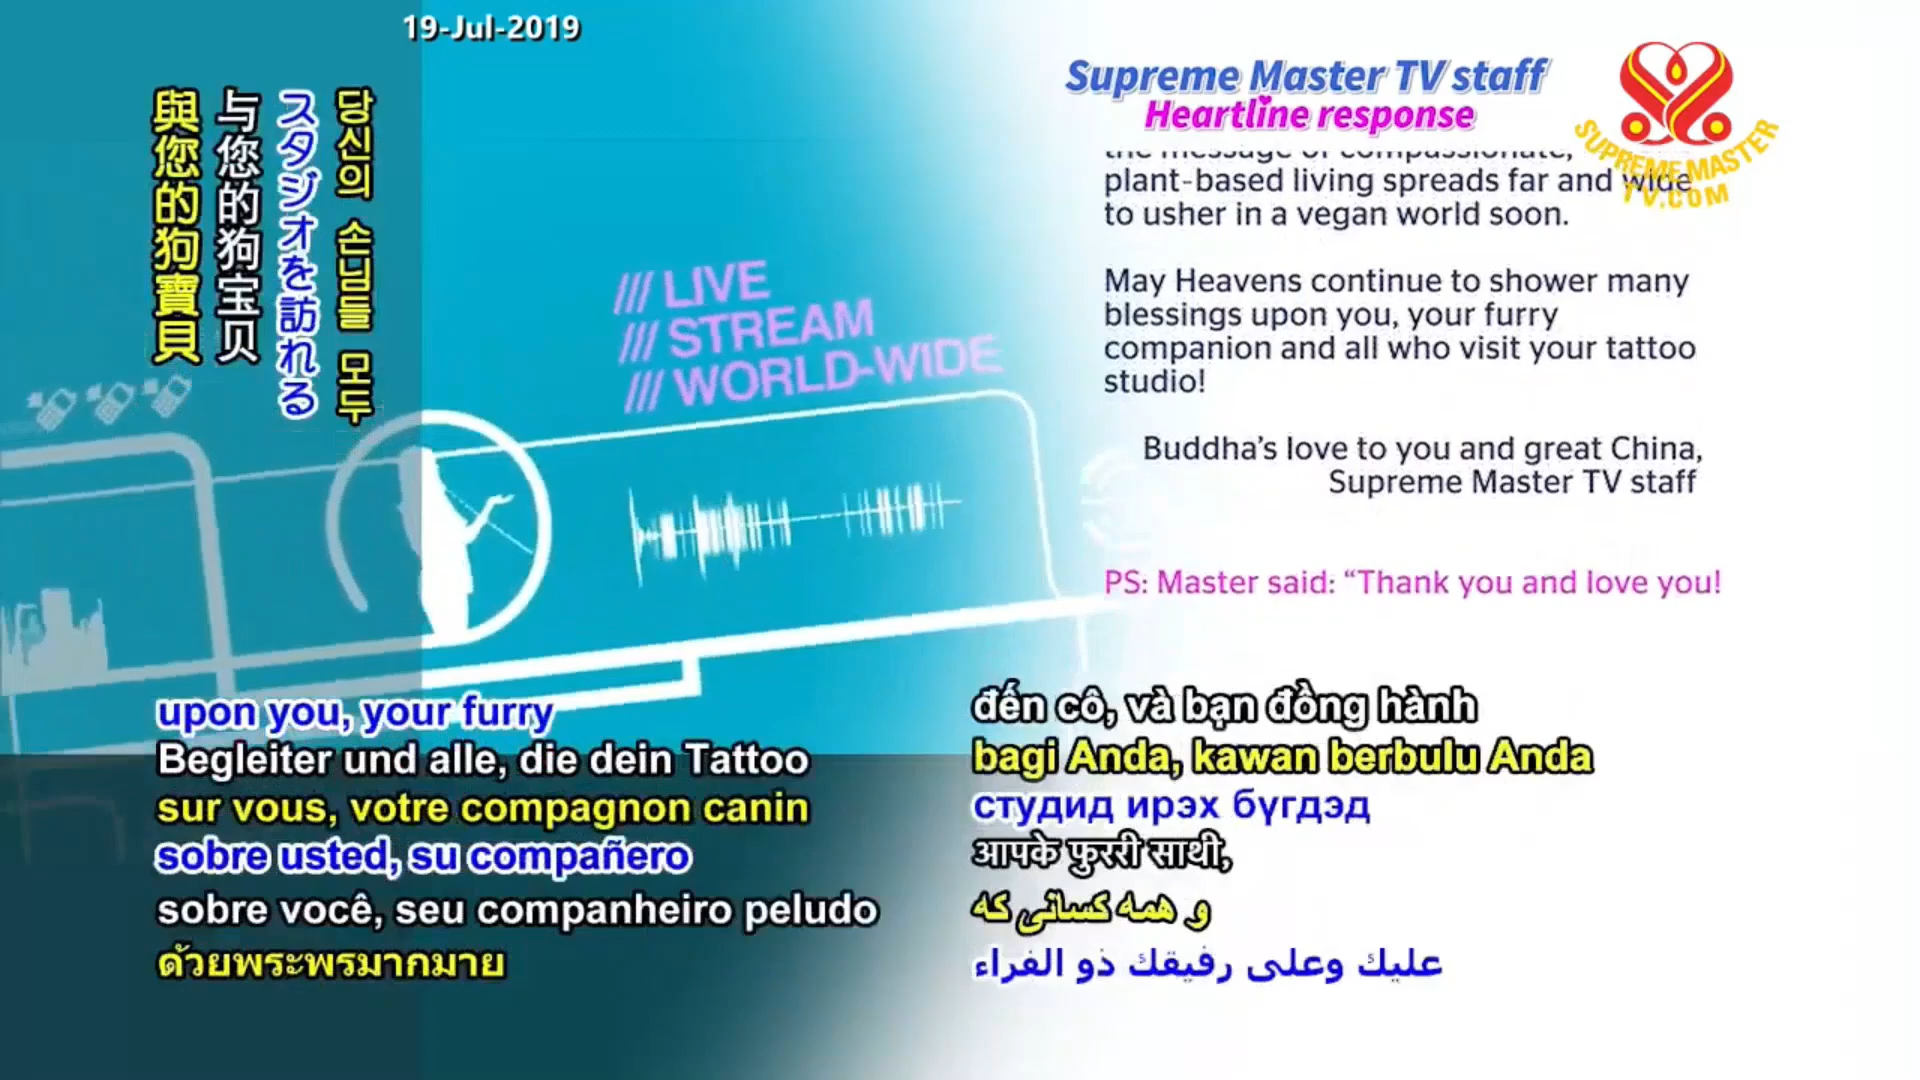 19-Jul-2019
與您的狗寶貝
与您的狗宝贝
スタジオを訪れる
당신의 손님들 모두
/// LIVE
/// STREAM
/// WORLD-WIDE
Supreme Master TV staff
Heartline response
SUPREME MASTER
TV.COM
the message of compassionate,
plant-based living spreads far and wide
to usher in a vegan world soon.
May Heavens continue to shower many
blessings upon you, your furry
companion and all who visit your tattoo
studio!
Buddha's love to you and great China,
Supreme Master TV staff
PS: Master said: “Thank you and love you!
upon you, your furry
Begleiter und alle, die dein Tattoo
sur vous, votre compagnon canin
sobre usted, su compañero
sobre você, seu companheiro peludo
ด้วยพระพรมากมาย
đến cô, và bạn đồng hành
bagi Anda, kawan berbulu Anda
студид ирэх бүгдэд
आपके फुररी साथी,
و همه کسانی که
عليك وعلى رفيقك ذو الفراء